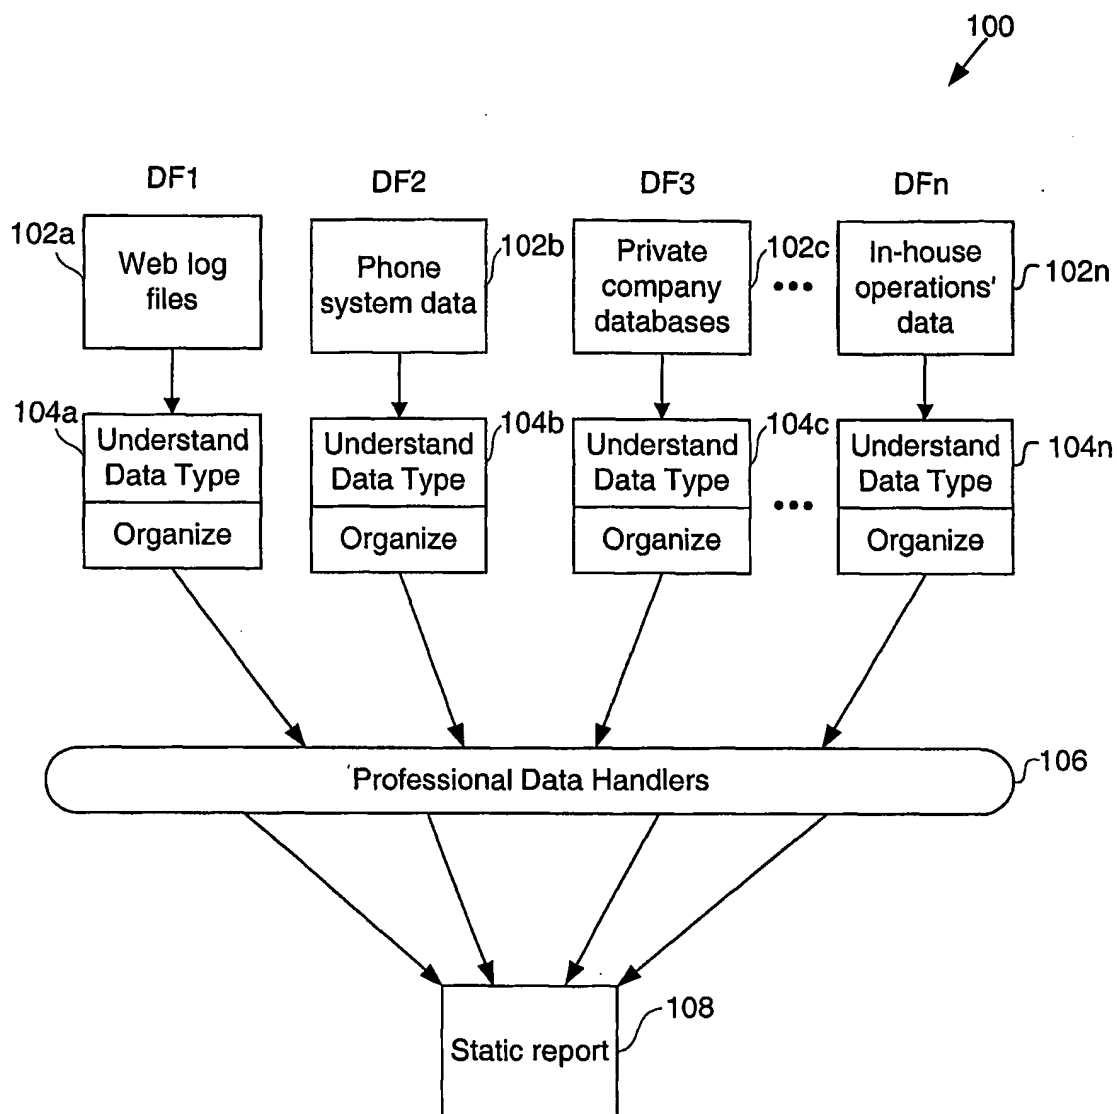 100
DF1
DF2
DF3
DFn
102a
Web log
files
Phone
system data
102b
Private
company
databases
102c
•••
In-house
operations'
data
102n
104a
Understand
Data Type
Organize
Understand
Data Type
Organize
104b
Understand
Data Type
Organize
104c
•••
Understand
Data Type
Organize
104n
Professional Data Handlers
106
Static report
108